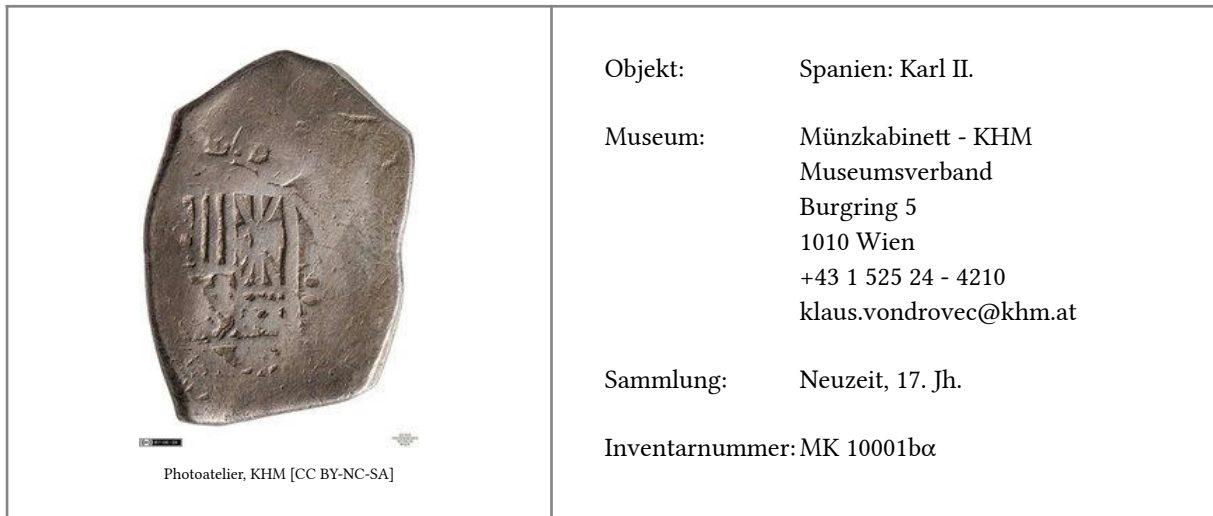 Photoatelier, KHM [CC BY-NC-SA]
Objekt: Spanien: Karl II.
Museum: Münzkabinett - KHM
Museumsverband
Burgring 5
1010 Wien
+43 1 525 24 - 4210
klaus.vondrovec@khm.at
Sammlung: Neuzeit, 17. Jh.
Inventarnummer: MK 10001bα